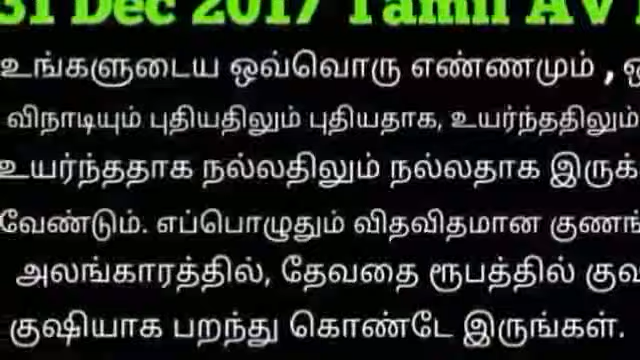 31 Dec 2017 Tamil AV
உங்களுடைய ஒவ்வொரு எண்ணமும் ,
விநாடியும் புதியதிலும் புதியதாக, உயர்ந்ததிலும்
உயர்ந்ததாக நல்லதிலும் நல்லதாக
வேண்டும். எப்பொழுதும் விதவிதமான
அலங்காரத்தில், தேவதை ரூபத்தில்
குஷியாக பறந்து கொண்டே இருங்கள்.